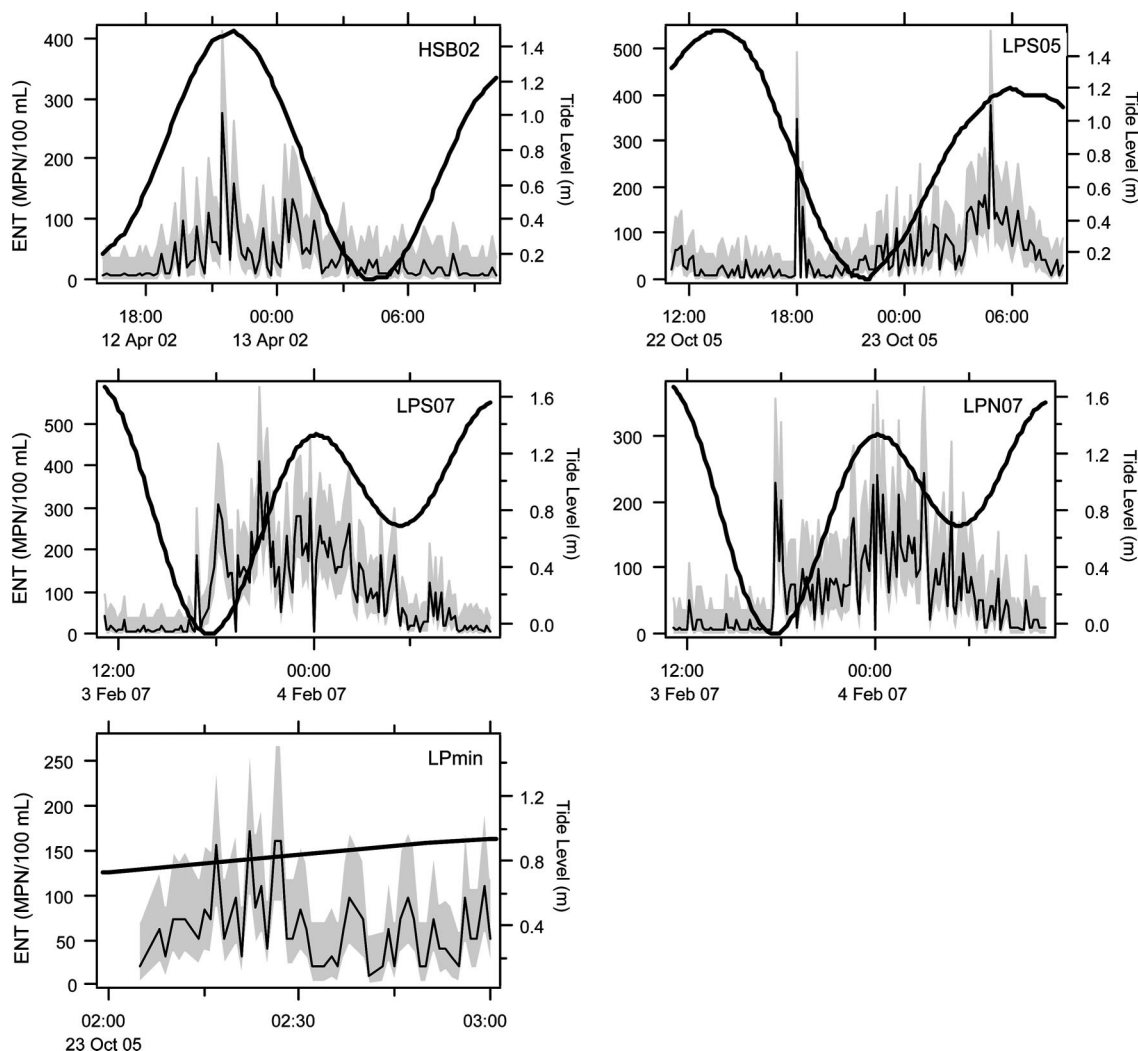 HSB02
ENT (MPN/100 mL)
400
300
200
100
0
1.4
1.2
1.0
0.8
0.6
0.4
0.2
Tide Level (m)
18:00 00:00 06:00
12 Apr 02 13 Apr 02
LPS05
500
400
300
200
100
0
1.4
1.2
1.0
0.8
0.6
0.4
0.2
Tide Level (m)
12:00 18:00 00:00 06:00
22 Oct 05 23 Oct 05
LPS07
ENT (MPN/100 mL)
500
400
300
200
100
0
1.6
1.2
0.8
0.4
0.0
Tide Level (m)
12:00 00:00
3 Feb 07 4 Feb 07
LPN07
300
200
100
0
1.6
1.2
0.8
0.4
0.0
Tide Level (m)
12:00 00:00
3 Feb 07 4 Feb 07
LPmin
ENT (MPN/100 mL)
250
200
150
100
50
0
1.2
0.8
0.4
Tide Level (m)
02:00 02:30 03:00
23 Oct 05